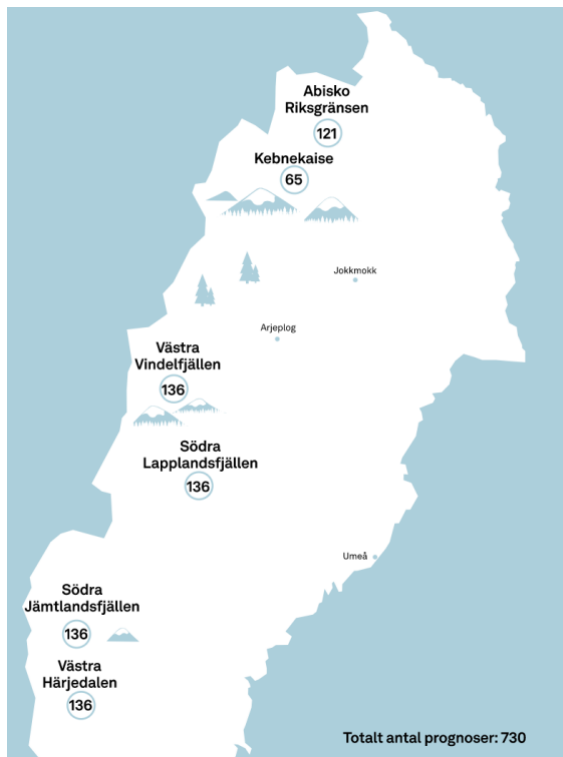 Abisko
Riksgränsen
121
Kebnekaise
65
Jokkmokk
Arjeplog
Västra
Vindelfjällen
136
Södra
Lapplandsfjällen
136
Umeå
Södra
Jämtlandsfjällen
136
Västra
Härjedalen
136
Totalt antal prognoser: 730